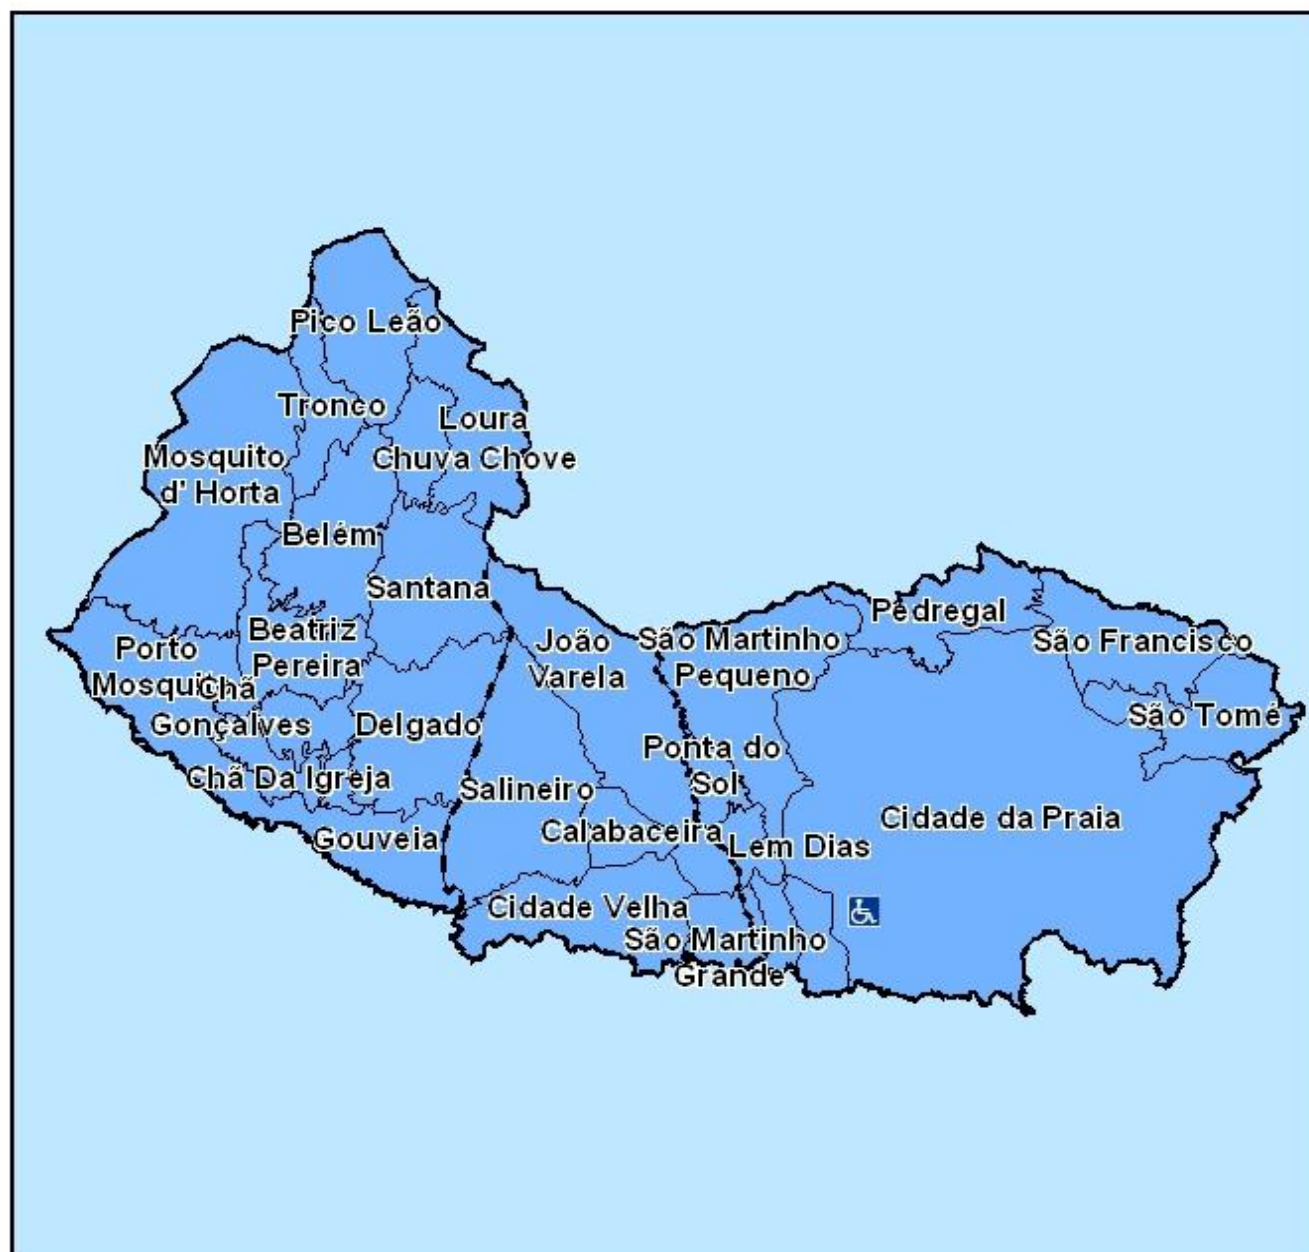 Pico Leão
Tronco
Loura
Mosquito
d' Horta
Chuva Chove
Belém
Santana
Pedregal
Beatriz
Pereira
João
Varela
São Martinho
Pequeno
São Francisco
Porto
Mosquito
Chã
Gonçalves
Delgado
São Tomé
Ponta do
Sol
Chã Da Igreja
Salineiro
Cidade da Praia
Gouveia
Calabaceira
Lem Dias
Cidade Velha
São Martinho
Grande